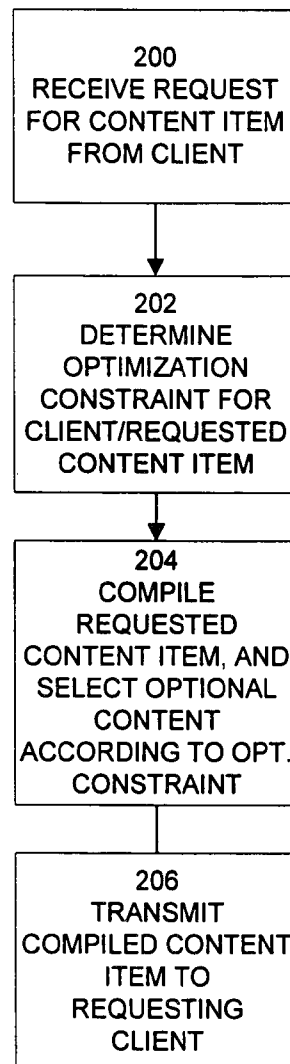 200
RECEIVE REQUEST
FOR CONTENT ITEM
FROM CLIENT
202
DETERMINE
OPTIMIZATION
CONSTRAINT FOR
CLIENT/REQUESTED
CONTENT ITEM
204
COMPILE
REQUESTED
CONTENT ITEM, AND
SELECT OPTIONAL
CONTENT
ACCORDING TO OPT.
CONSTRAINT
206
TRANSMIT
COMPILED CONTENT
ITEM TO
REQUESTING
CLIENT